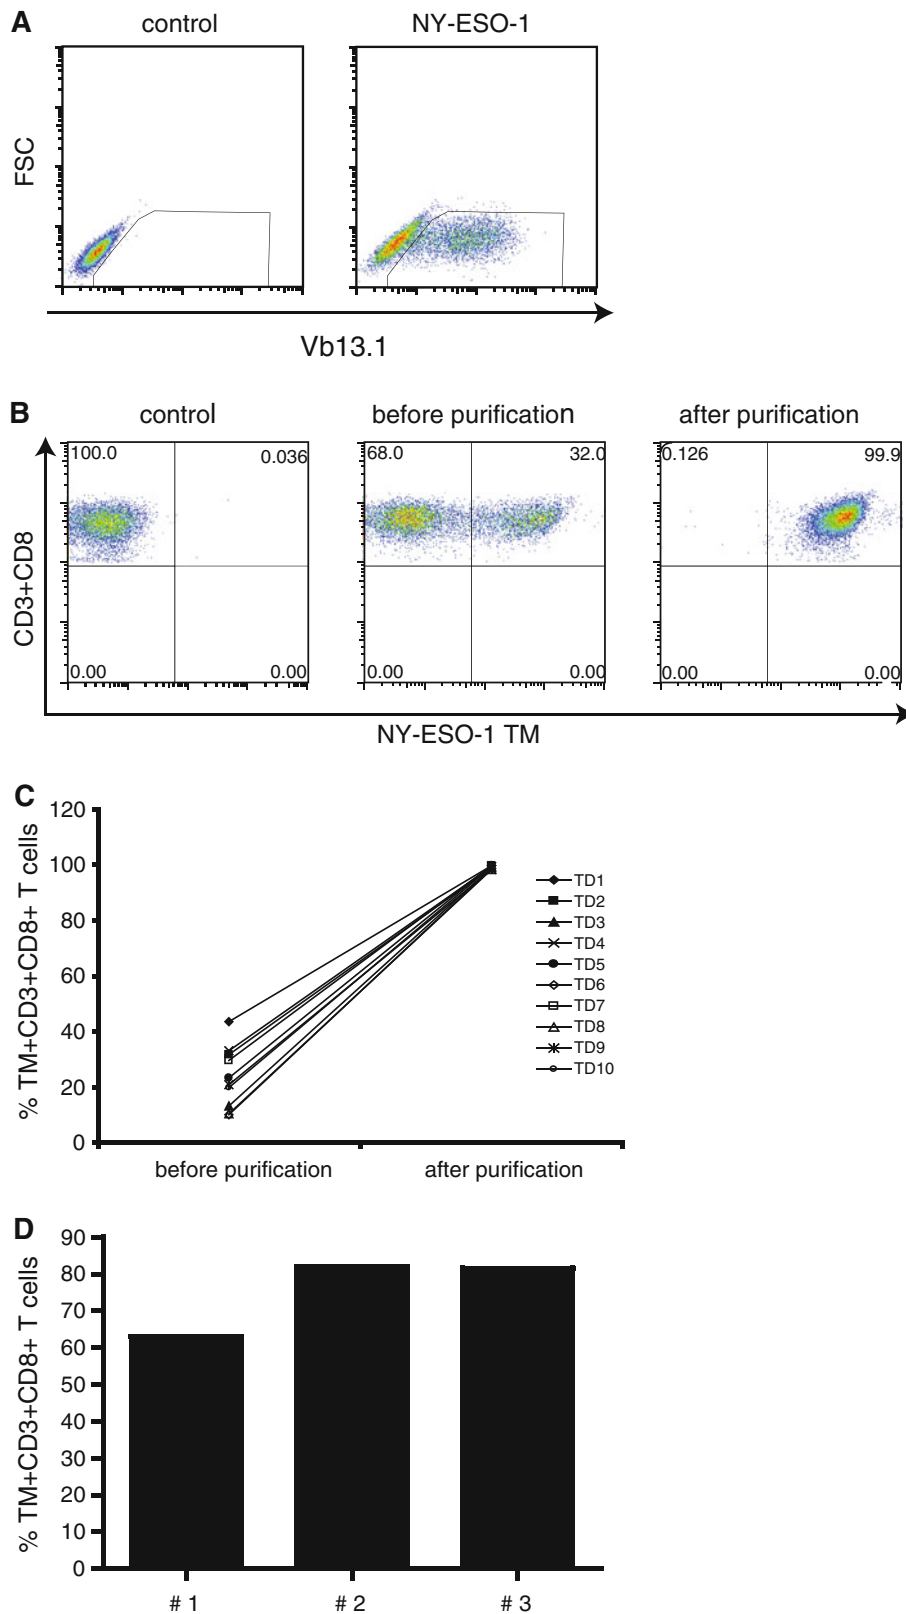 A
control
NY-ESO-1
FSC
Vb13.1
B
control
before purification
after purification
100.0
0.036
68.0
32.0
0.126
99.9
CD3+CD8
0.00
0.00
0.00
0.00
0.00
0.00
NY-ESO-1 TM
C
% TM+CD3+CD8+ T cells
120
100
80
60
40
20
0
TD1
TD2
TD3
TD4
TD5
TD6
TD7
TD8
TD9
TD10
before purification
after purification
D
% TM+CD3+CD8+ T cells
90
80
70
60
50
40
30
20
10
0
# 1
# 2
# 3